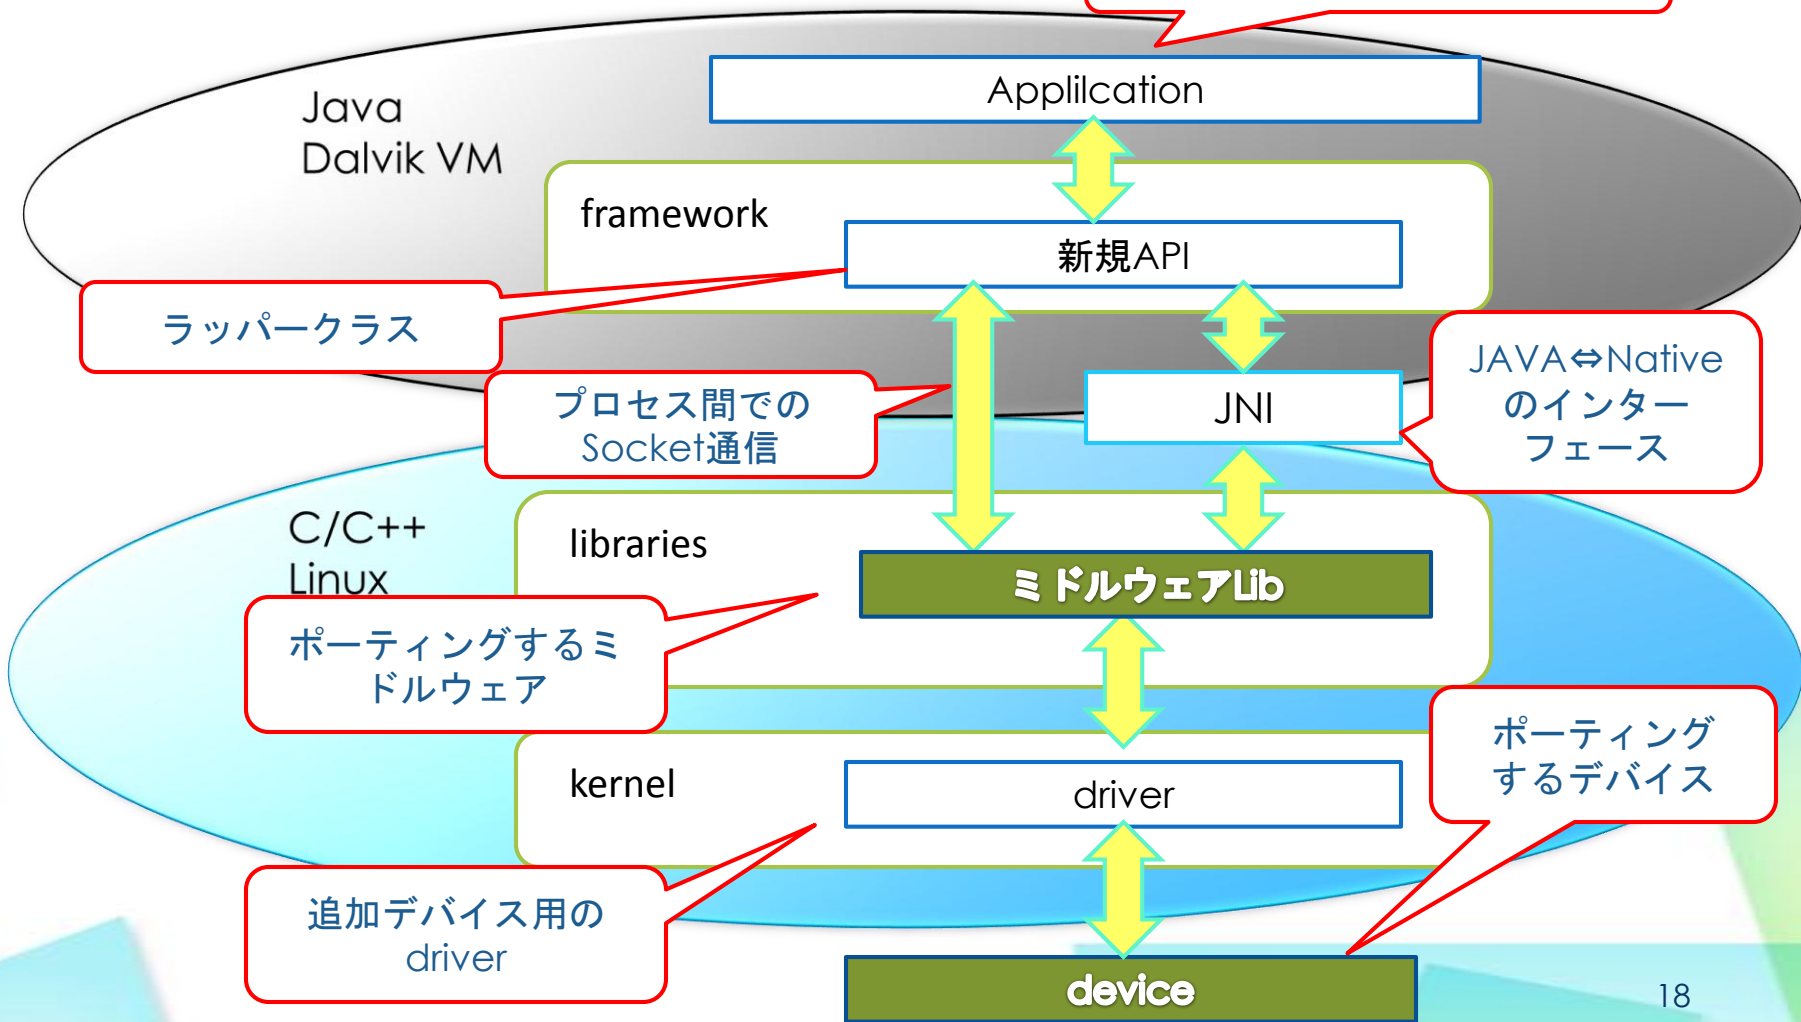 Applilcation
Java
Dalvik VM
framework
新規API
ラッパークラス
JAVA⇔Native
のインター
フェース
プロセス間での
Socket通信
JNI
C/C++
Linux
libraries
ミドルウェアLib
ポーティングするミ
ドルウェア
ポーティング
するデバイス
kernel
driver
追加デバイス用の
driver
device
18